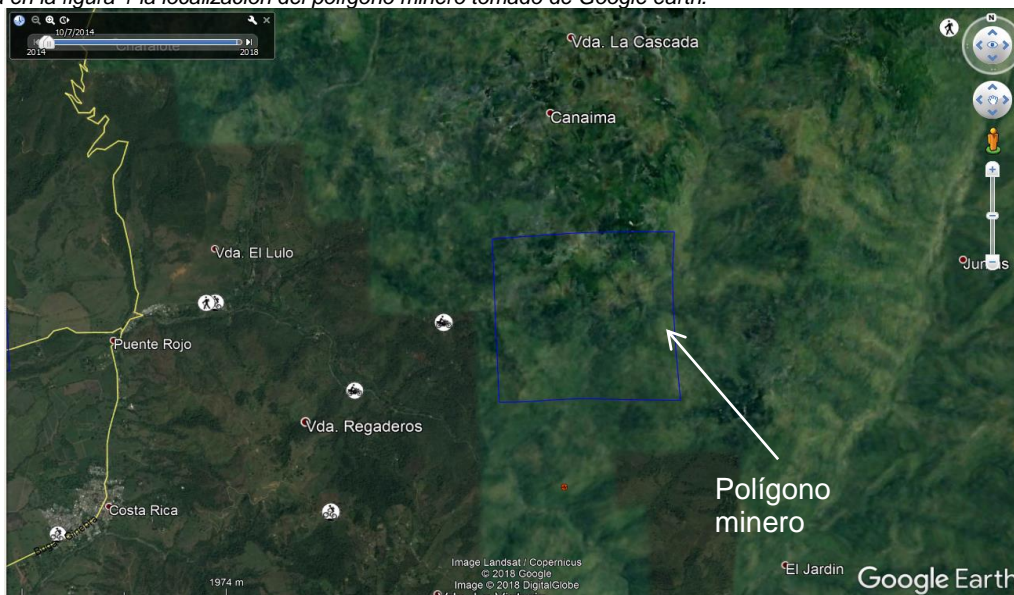 en la figura 1 la localización del polígono minero tomado de Google earth.
10/7/2014
2014
2018
Vda. La Cascada
Canaima
Vda. El Lulo
Puente Rojo
Vda. Regaderos
Costa Rica
Polígono
minero
El Jardin
Image Landsat / Copernicus
© 2018 Google
Image © 2018 DigitalGlobe
1974 m
Google Earth
N